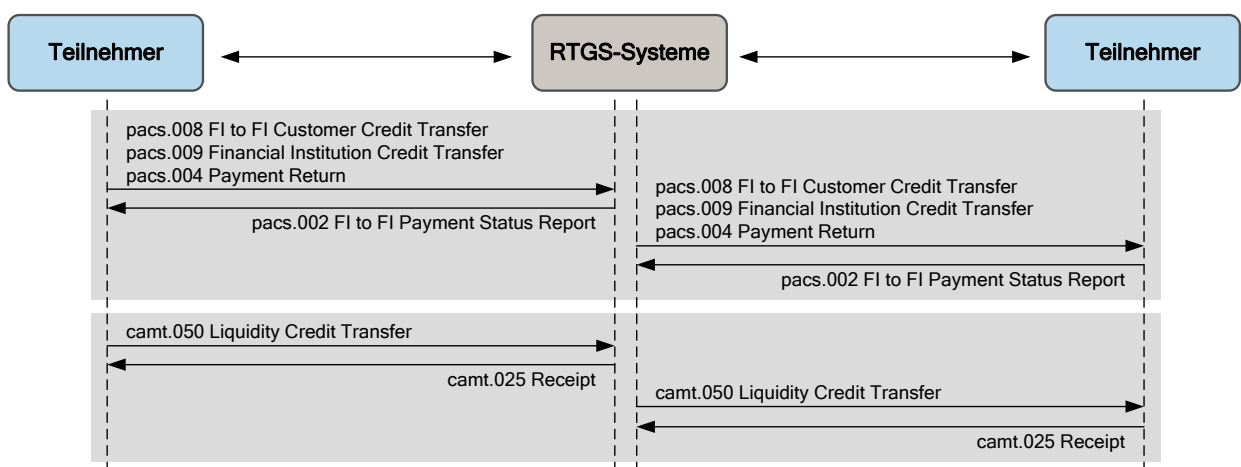 Teilnehmer
RTGS-Systeme
Teilnehmer
pacs.008 FI to FI Customer Credit Transfer
pacs.009 Financial Institution Credit Transfer
pacs.004 Payment Return
pacs.002 FI to FI Payment Status Report
pacs.008 FI to FI Customer Credit Transfer
pacs.009 Financial Institution Credit Transfer
pacs.004 Payment Return
pacs.002 FI to FI Payment Status Report
camt.050 Liquidity Credit Transfer
camt.025 Receipt
camt.050 Liquidity Credit Transfer
camt.025 Receipt